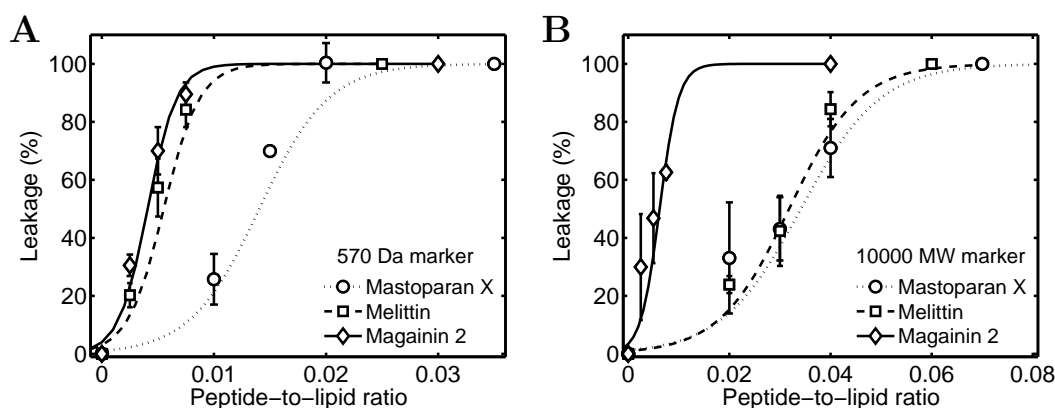 A
100
80
60
40
20
0
Leakage (%)
570 Da marker
Mastoparan X
Melittin
Magainin 2
0
0.01
0.02
0.03
Peptide−to−lipid ratio
B
100
80
60
40
20
0
Leakage (%)
10000 MW marker
Mastoparan X
Melittin
Magainin 2
0
0.02
0.04
0.06
0.08
Peptide−to−lipid ratio